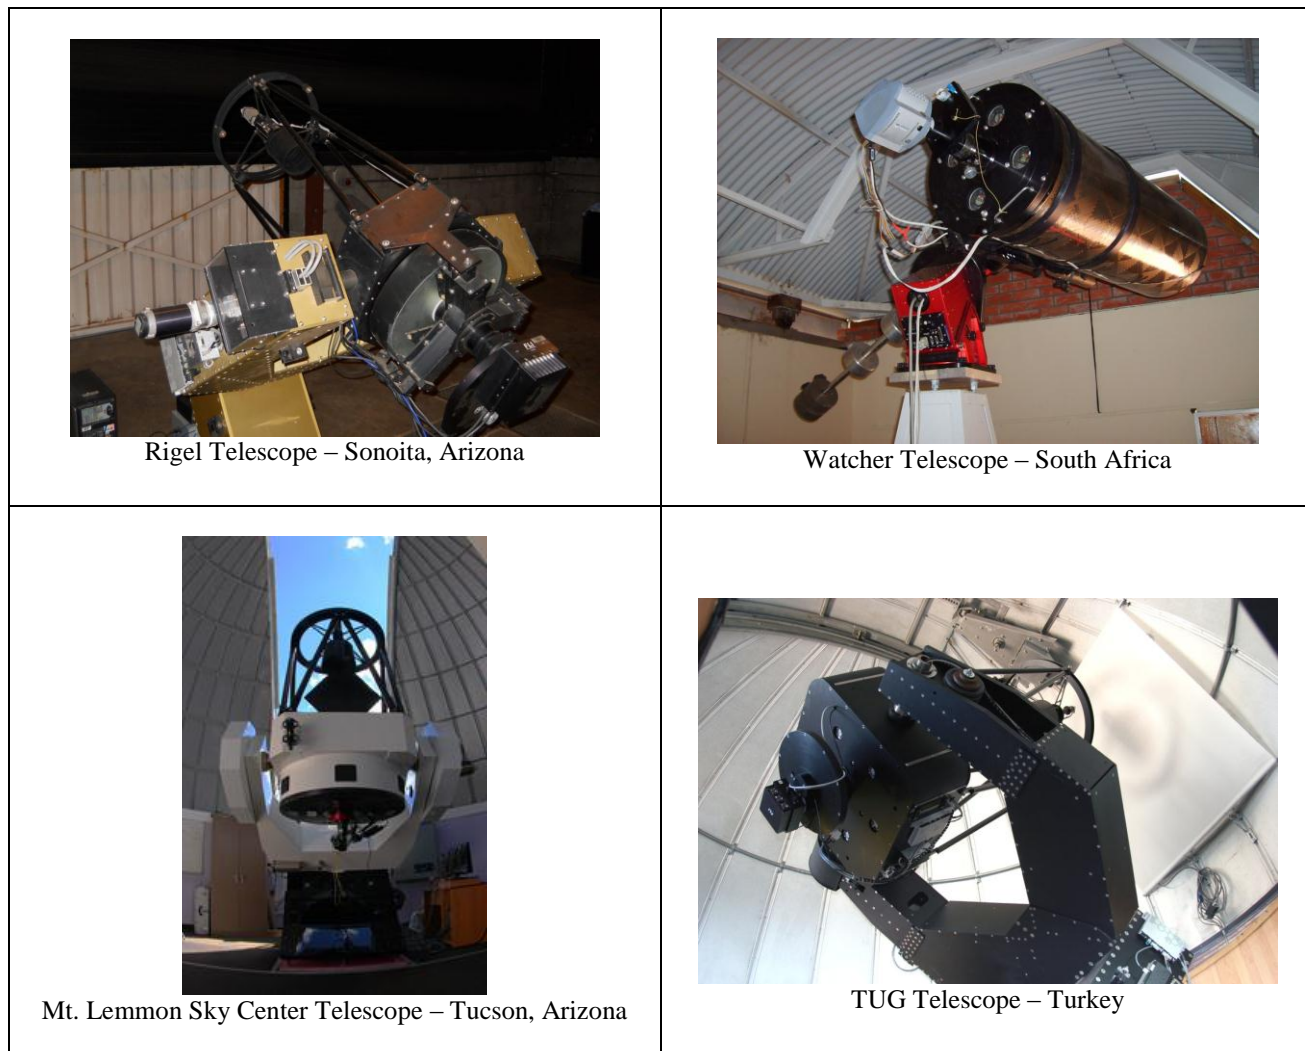 Rigel Telescope – Sonoita, Arizona
Watcher Telescope – South Africa
Mt. Lemmon Sky Center Telescope – Tucson, Arizona
TUG Telescope – Turkey